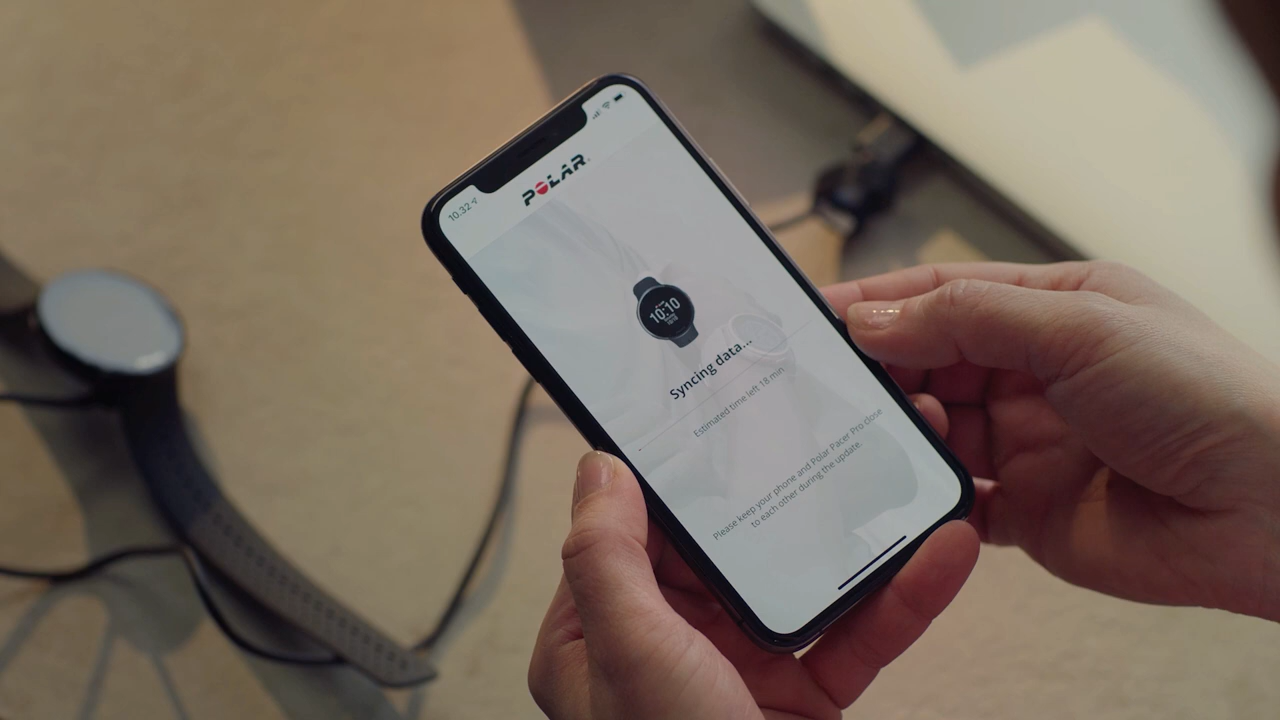 10.32
POLAR
10:10
Syncing data...
Estimated time left 18 min
Please keep your phone and Polar Pacer Pro close
to each other during the update.